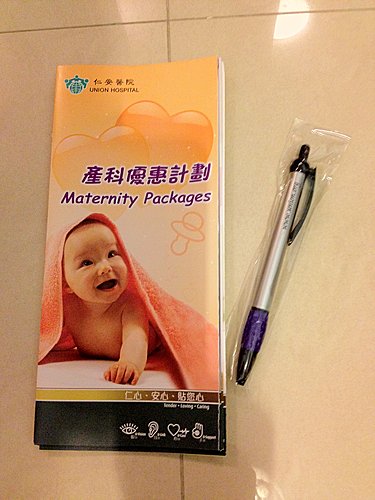 仁安醫院
UNION HOSPITAL
產科優惠計劃
Maternity Packages
仁心、安心、貼您心
Tender • Loving • Caring